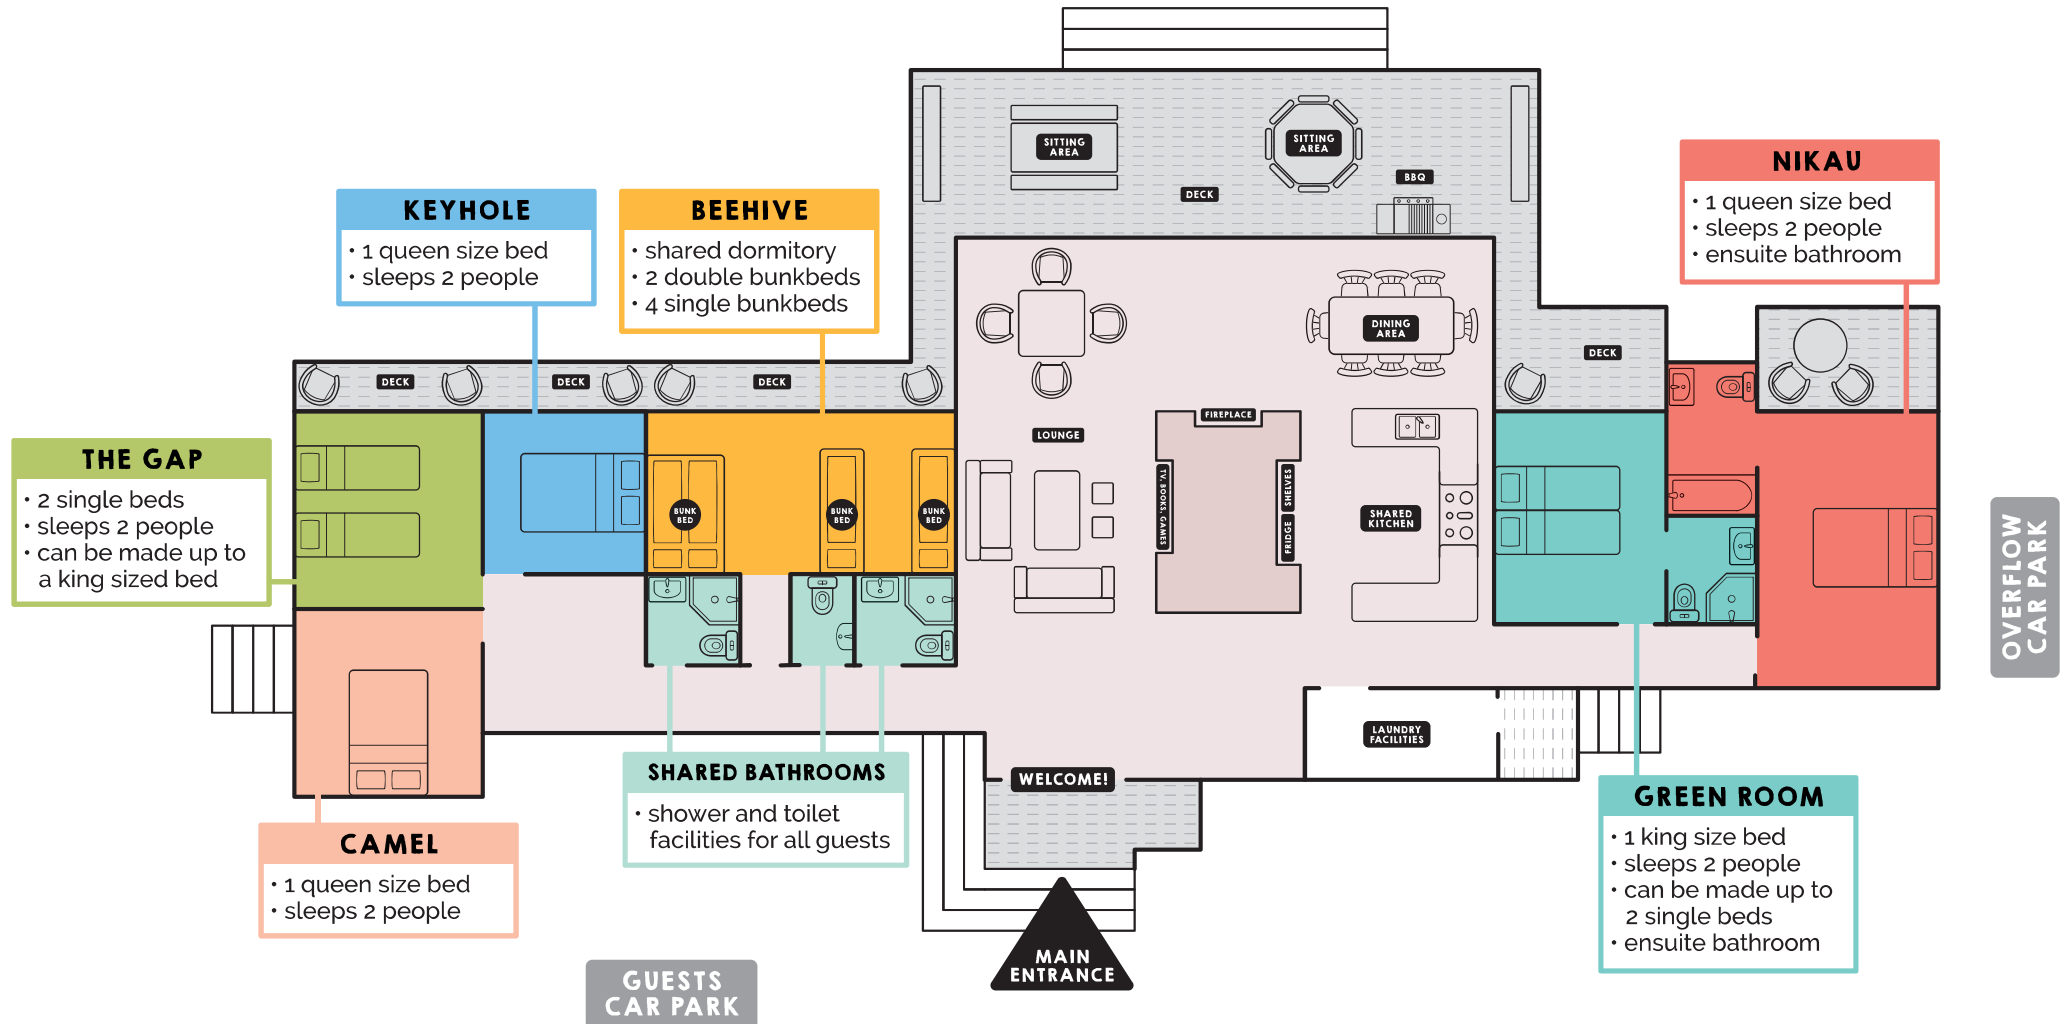 SITTING
AREA
SITTING
AREA
BBQ
DECK
NIKAU
• 1 queen size bed
• sleeps 2 people
• ensuite bathroom
KEYHOLE
• 1 queen size bed
• sleeps 2 people
BEEHIVE
• shared dormitory
• 2 double bunkbeds
• 4 single bunkbeds
DINING
AREA
DECK
DECK
DECK
DECK
FIREPLACE
LOUNGE
THE GAP
• 2 single beds
• sleeps 2 people
• can be made up to
a king sized bed
BUNK
BED
BUNK
BED
BUNK
BED
TV, BOOKS, GAMES
SHELVES
FRIDGE
SHARED
KITCHEN
OVERFLOW
CAR PARK
LAUNDRY
FACILITIES
WELCOME!
SHARED BATHROOMS
• shower and toilet
facilities for all guests
CAMEL
• 1 queen size bed
• sleeps 2 people
GREEN ROOM
• 1 king size bed
• sleeps 2 people
• can be made up to
2 single beds
• ensuite bathroom
MAIN
ENTRANCE
GUESTS
CAR PARK